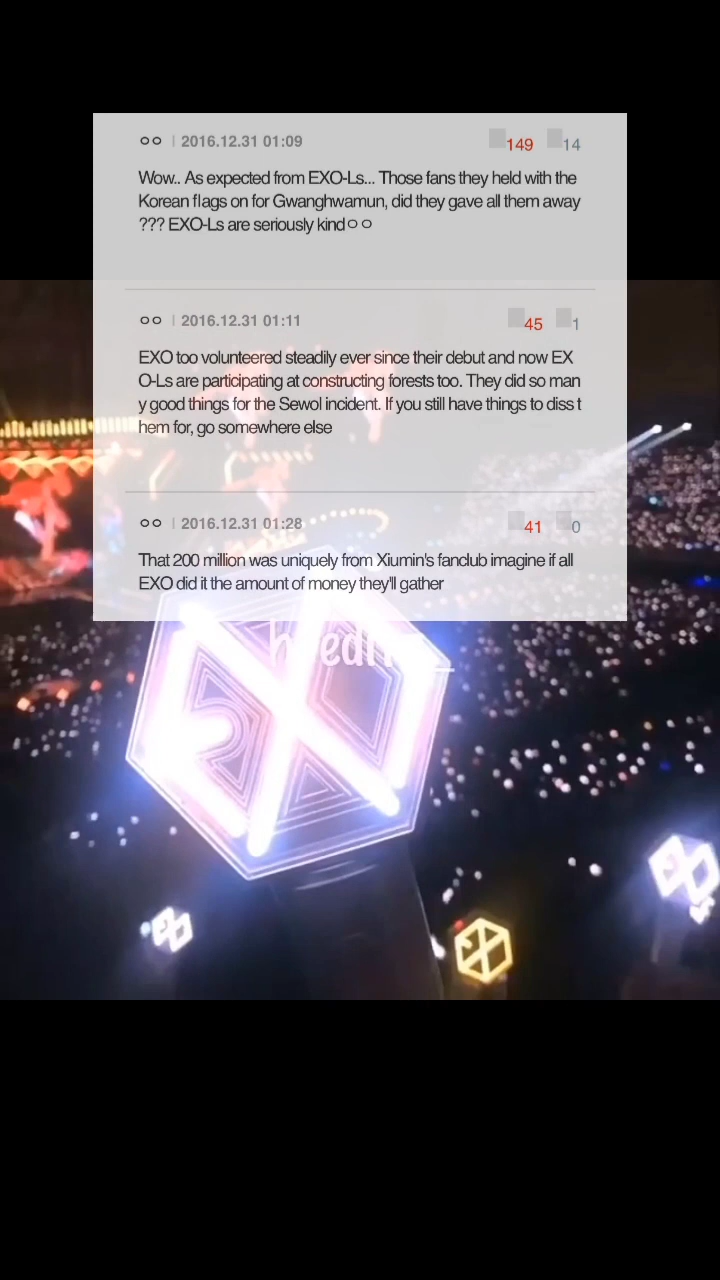 ㅇㅇ | 2016.12.31 01:09 149 14
Wow.. As expected from EXO-Ls... Those fans they held with the
Korean flags on for Gwanghwamun, did they gave all them away
??? EXO-Ls are seriously kindㅇㅇ
ㅇㅇ | 2016.12.31 01:11 45 1
EXO too volunteered steadily ever since their debut and now EX
O-Ls are participating at constructing forests too. They did so man
y good things for the Sewol incident. If you still have things to diss t
hem for, go somewhere else
ㅇㅇ | 2016.12.31 01:28 41 0
That 200 million was uniquely from Xiumin's fanclub imagine if all
EXO did it the amount of money they'll gather